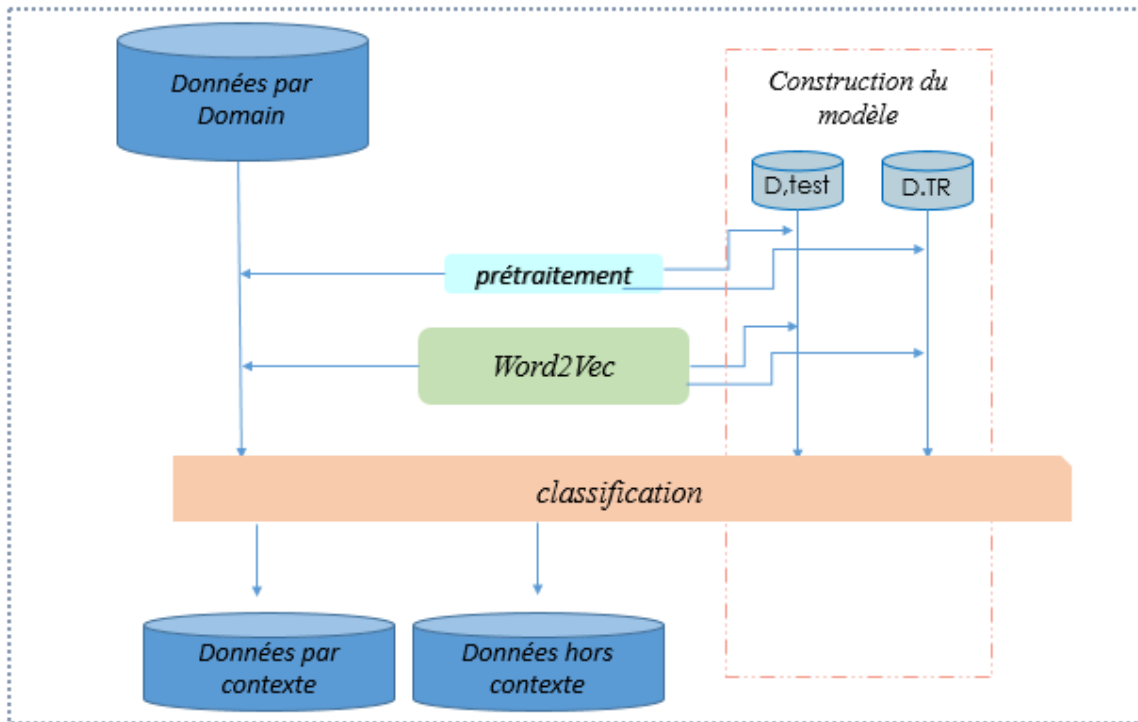 Données par
Domain
Construction du
modèle
D,test
D.TR
prétraitement
Word2Vec
classification
Données par
contexte
Données hors
contexte